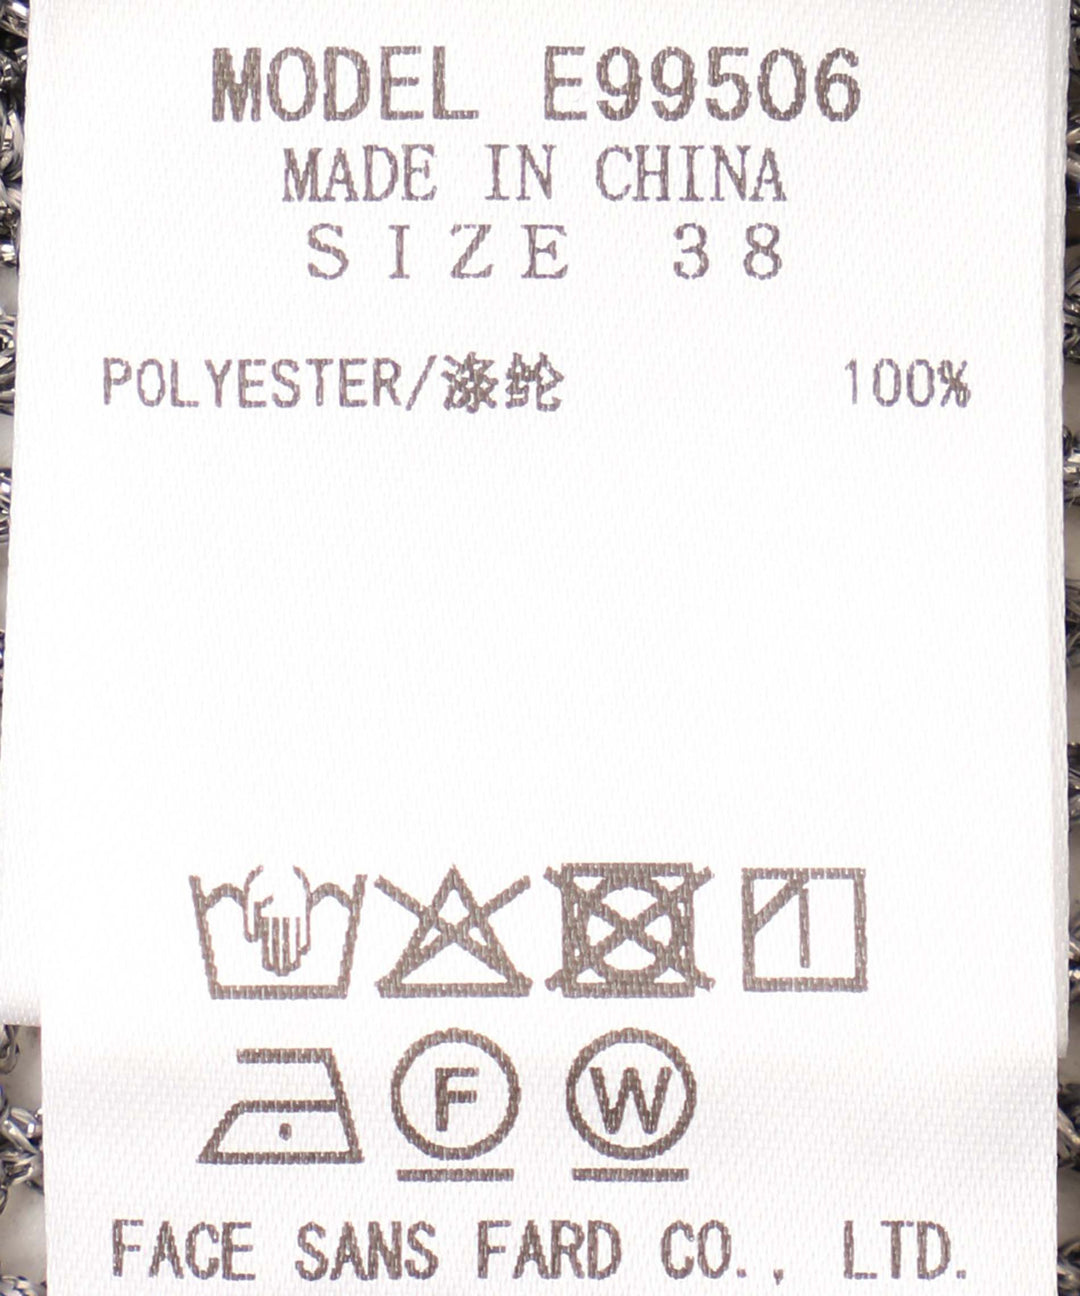 MODEL E99506
MADE IN CHINA
SIZE 38
POLYESTER/涤纶 100%
F W
FACE SANS FARD CO., LTD.